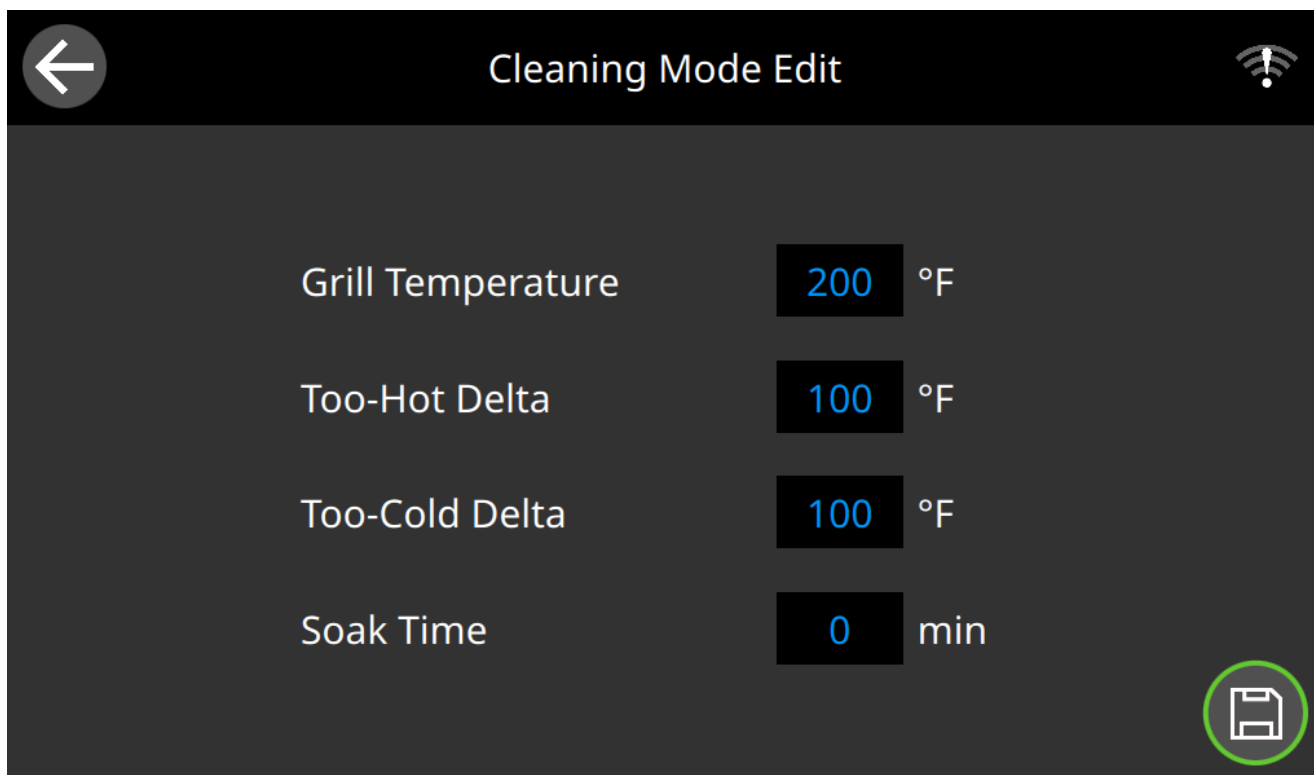 Cleaning Mode Edit
Grill Temperature 200 °F
Too-Hot Delta 100 °F
Too-Cold Delta 100 °F
Soak Time 0 min